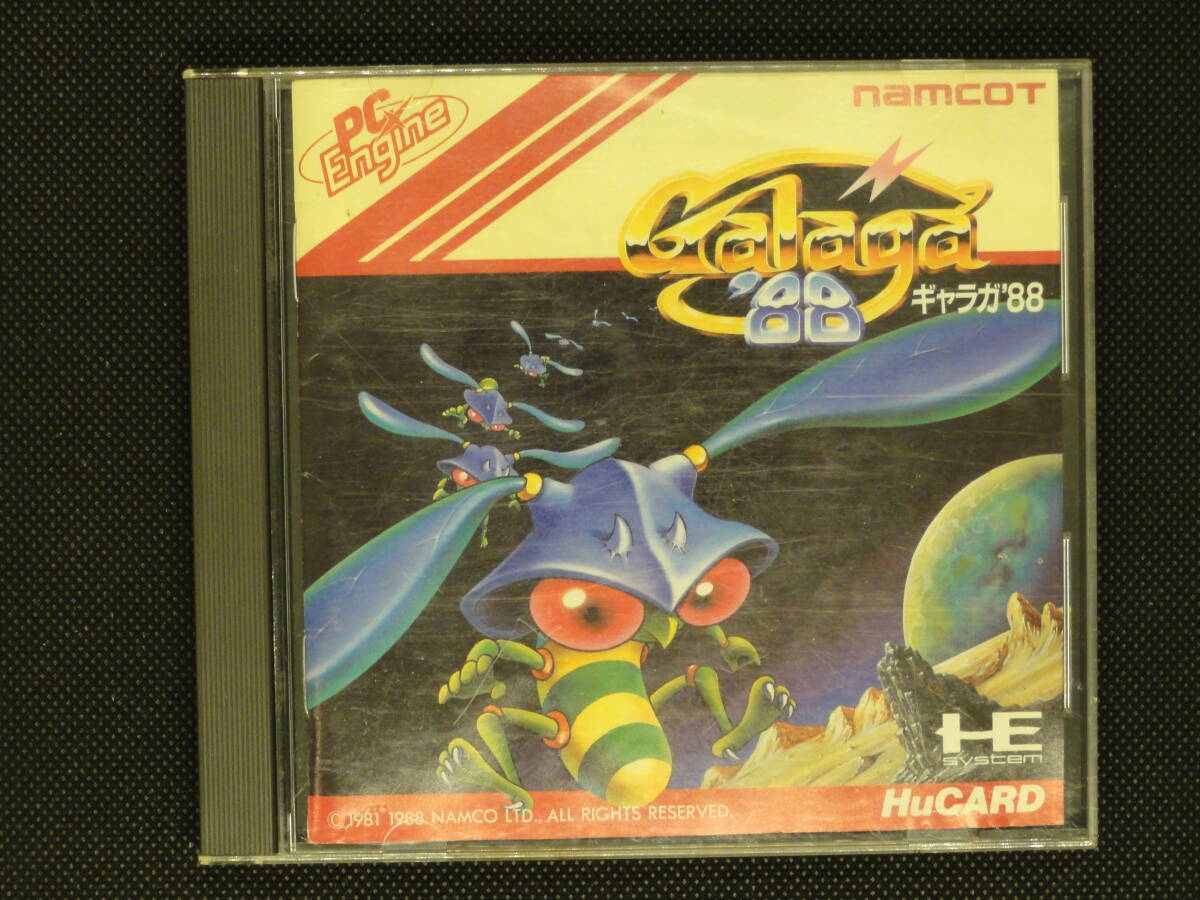 PC Engine
namcoT
Galaga
'88
ギャラガ'88
HE
system
HuCARD
© 1981 1988 NAMCO LTD., ALL RIGHTS RESERVED.